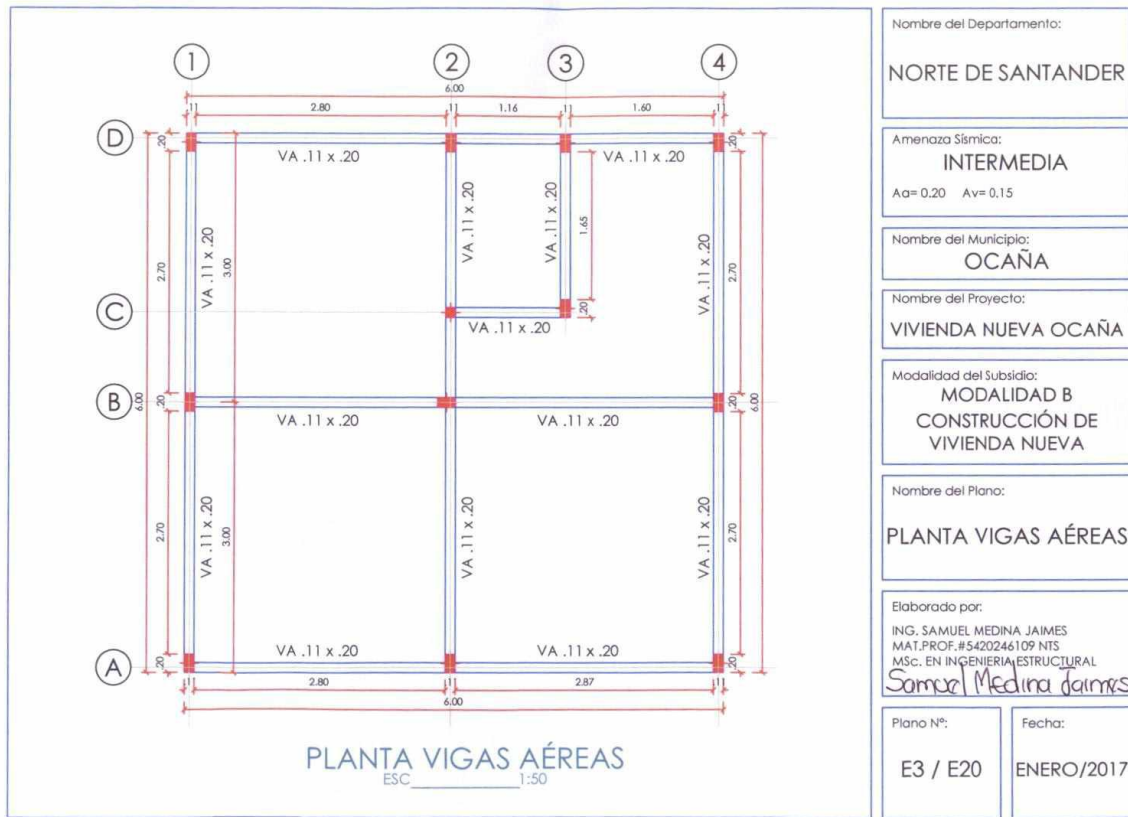 1
2
3
4
6.00
11
2.80
11
1.16
11
1.60
11
D
.20
.20
VA .11 x .20
VA .11 x .20
VA .11 x .20
VA .11 x .20
VA .11 x .20
VA .11 x .20
2.70
3.00
1.65
2.70
C
.20
VA .11 x .20
B
6.00
.20
.20
6.00
VA .11 x .20
VA .11 x .20
VA .11 x .20
VA .11 x .20
VA .11 x .20
2.70
3.00
2.70
VA .11 x .20
VA .11 x .20
A
.20
.20
11
2.80
11
2.87
11
6.00
PLANTA VIGAS AÉREAS
ESC 1:50
Nombre del Departamento:
NORTE DE SANTANDER
Amenaza Sísmica:
INTERMEDIA
Aa= 0.20 Av= 0.15
Nombre del Municipio:
OCAÑA
Nombre del Proyecto:
VIVIENDA NUEVA OCAÑA
Modalidad del Subsidio:
MODALIDAD B
CONSTRUCCIÓN DE
VIVIENDA NUEVA
Nombre del Plano:
PLANTA VIGAS AÉREAS
Elaborado por:
ING. SAMUEL MEDINA JAIMES
MAT.PROF.#5420246109 NTS
MSc. EN INGENIERIA ESTRUCTURAL
Samuel Medina Jaimes
Plano Nº:
E3 / E20
Fecha:
ENERO/2017